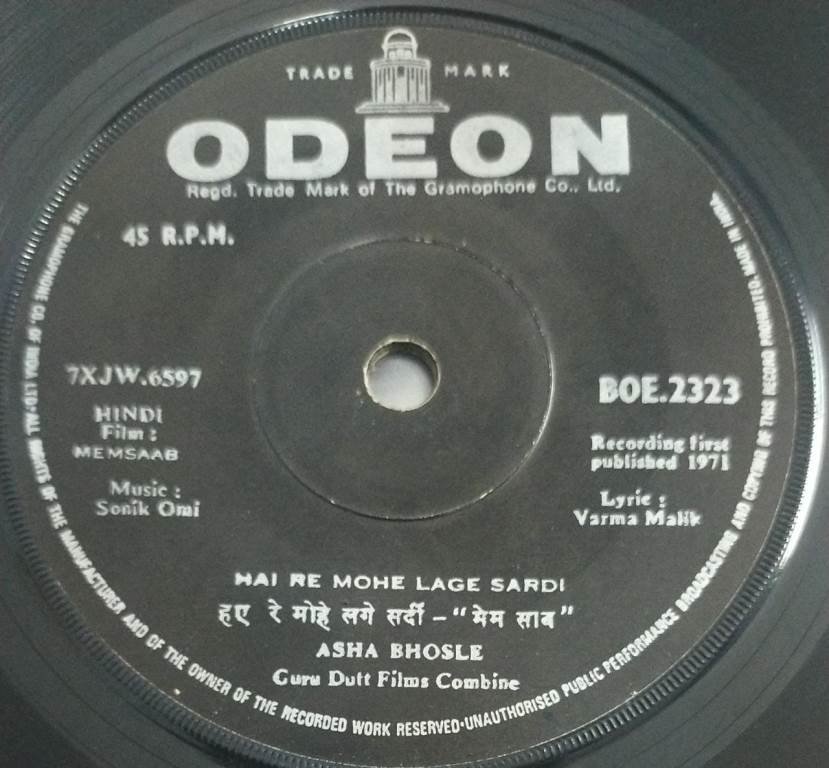 TRADE MARK
ODEON
Regd. Trade Mark of The Gramophone Co., Ltd.
45 R.P.M.
7XJW.6597
BOE.2323
HINDI
Film :
MEMSAAB
Recording first
published 1971
Music :
Sonik Omi
Lyric :
Varma Malik
HAI RE MOHE LAGE SARDI
हाए रे मोहे लगे सर्दी – "मेम साब"
ASHA BHOSLE
Guru Dutt Films Combine
THE GRAMOPHONE CO. OF INDIA LTD·ALL RIGHTS OF THE MANUFACTURER AND OF THE OWNER OF THE RECORDED WORK RESERVED·UNAUTHORISED PUBLIC PERFORMANCE BROADCASTING AND COPYING OF THIS RECORD PROHIBITED. MADE IN INDIA.